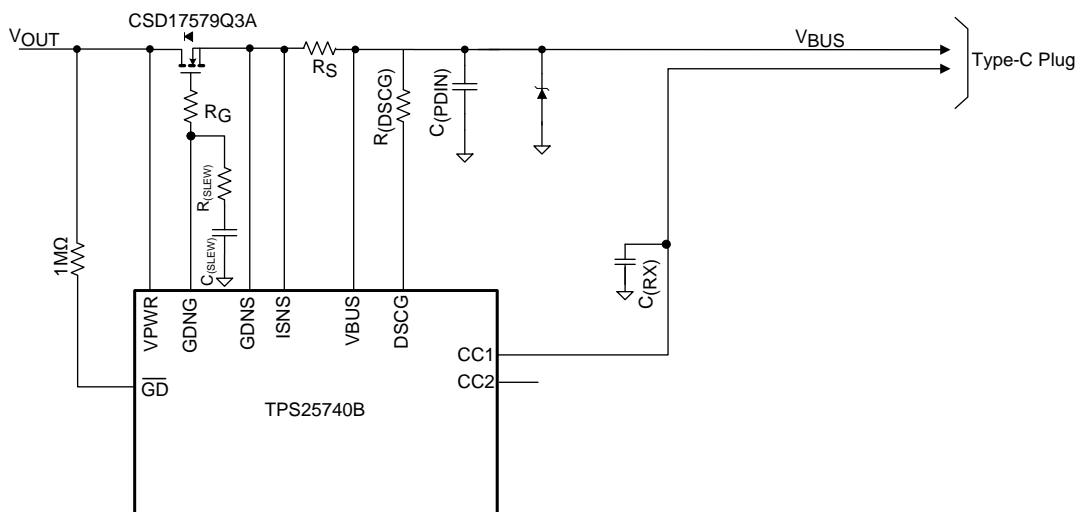 CSD17579Q3A
VOUT
VBUS
RS
Type-C Plug
RG
R(DSCG)
C(PDIN)
R(SLEW)
C(SLEW)
1MΩ
C(RX)
VPWR
GDNG
GDNS
ISNS
VBUS
DSCG
CC1
CC2
GD
TPS25740B